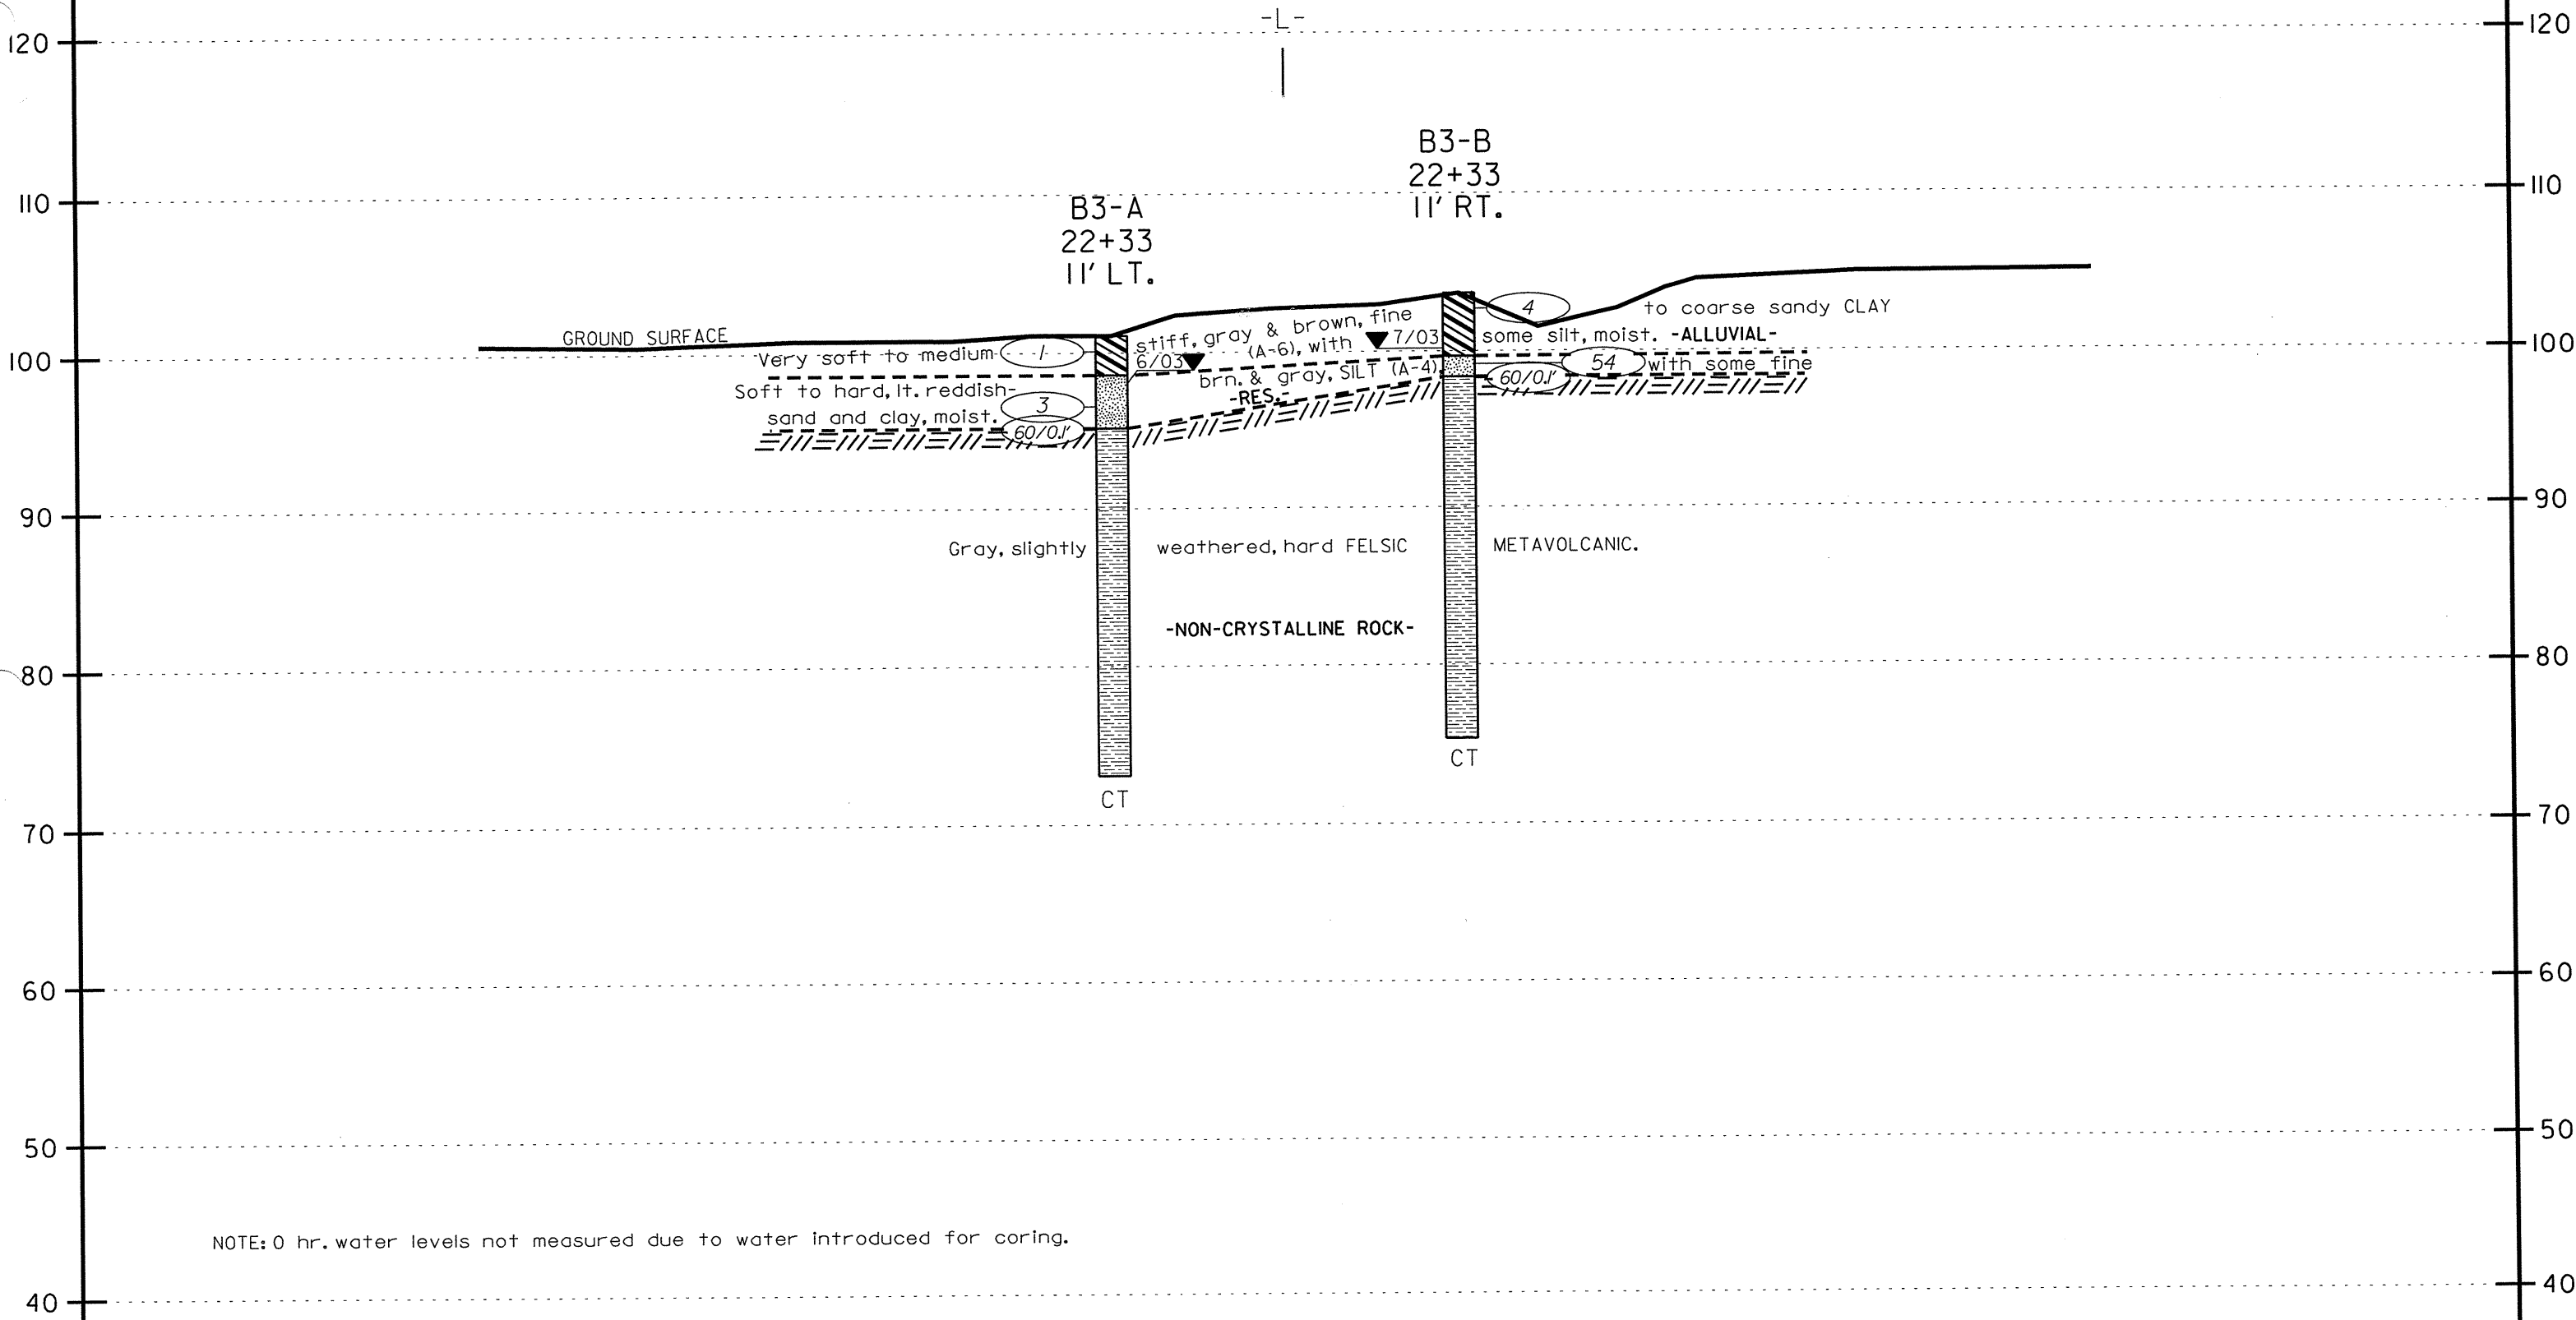 -L-
120
120
B3-B
22+33
11' RT.
110
110
B3-A
22+33
11' LT.
4
to coarse sandy CLAY
GROUND SURFACE
stiff, gray & brown, fine
7/03
some silt, moist. -ALLUVIAL-
100
100
Very soft to medium
1
(A-6), with
6/03
54
with some fine
Soft to hard, lt. reddish-
brn. & gray, SILT (A-4)
60/0.1'
-RES.-
3
sand and clay, moist.
60/0.1'
90
90
Gray, slightly
weathered, hard FELSIC
METAVOLCANIC.
-NON-CRYSTALLINE ROCK-
80
80
CT
CT
70
70
60
60
50
50
NOTE: 0 hr. water levels not measured due to water introduced for coring.
40
40